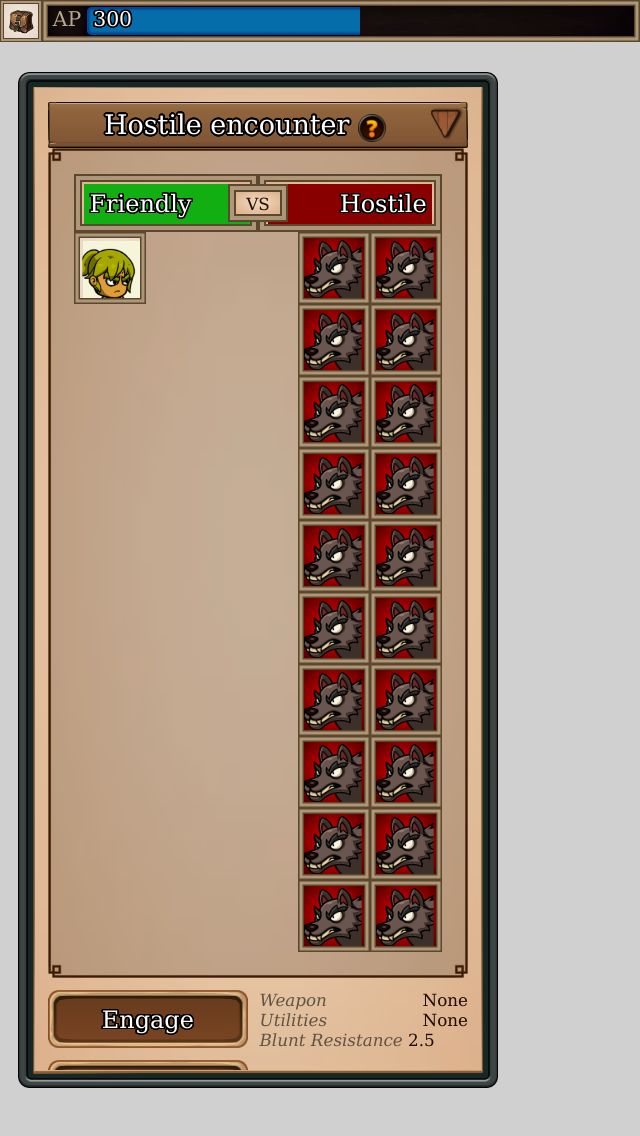 AP 300
Hostile encounter ?
Friendly VS Hostile
Engage
Weapon None
Utilities None
Blunt Resistance 2.5